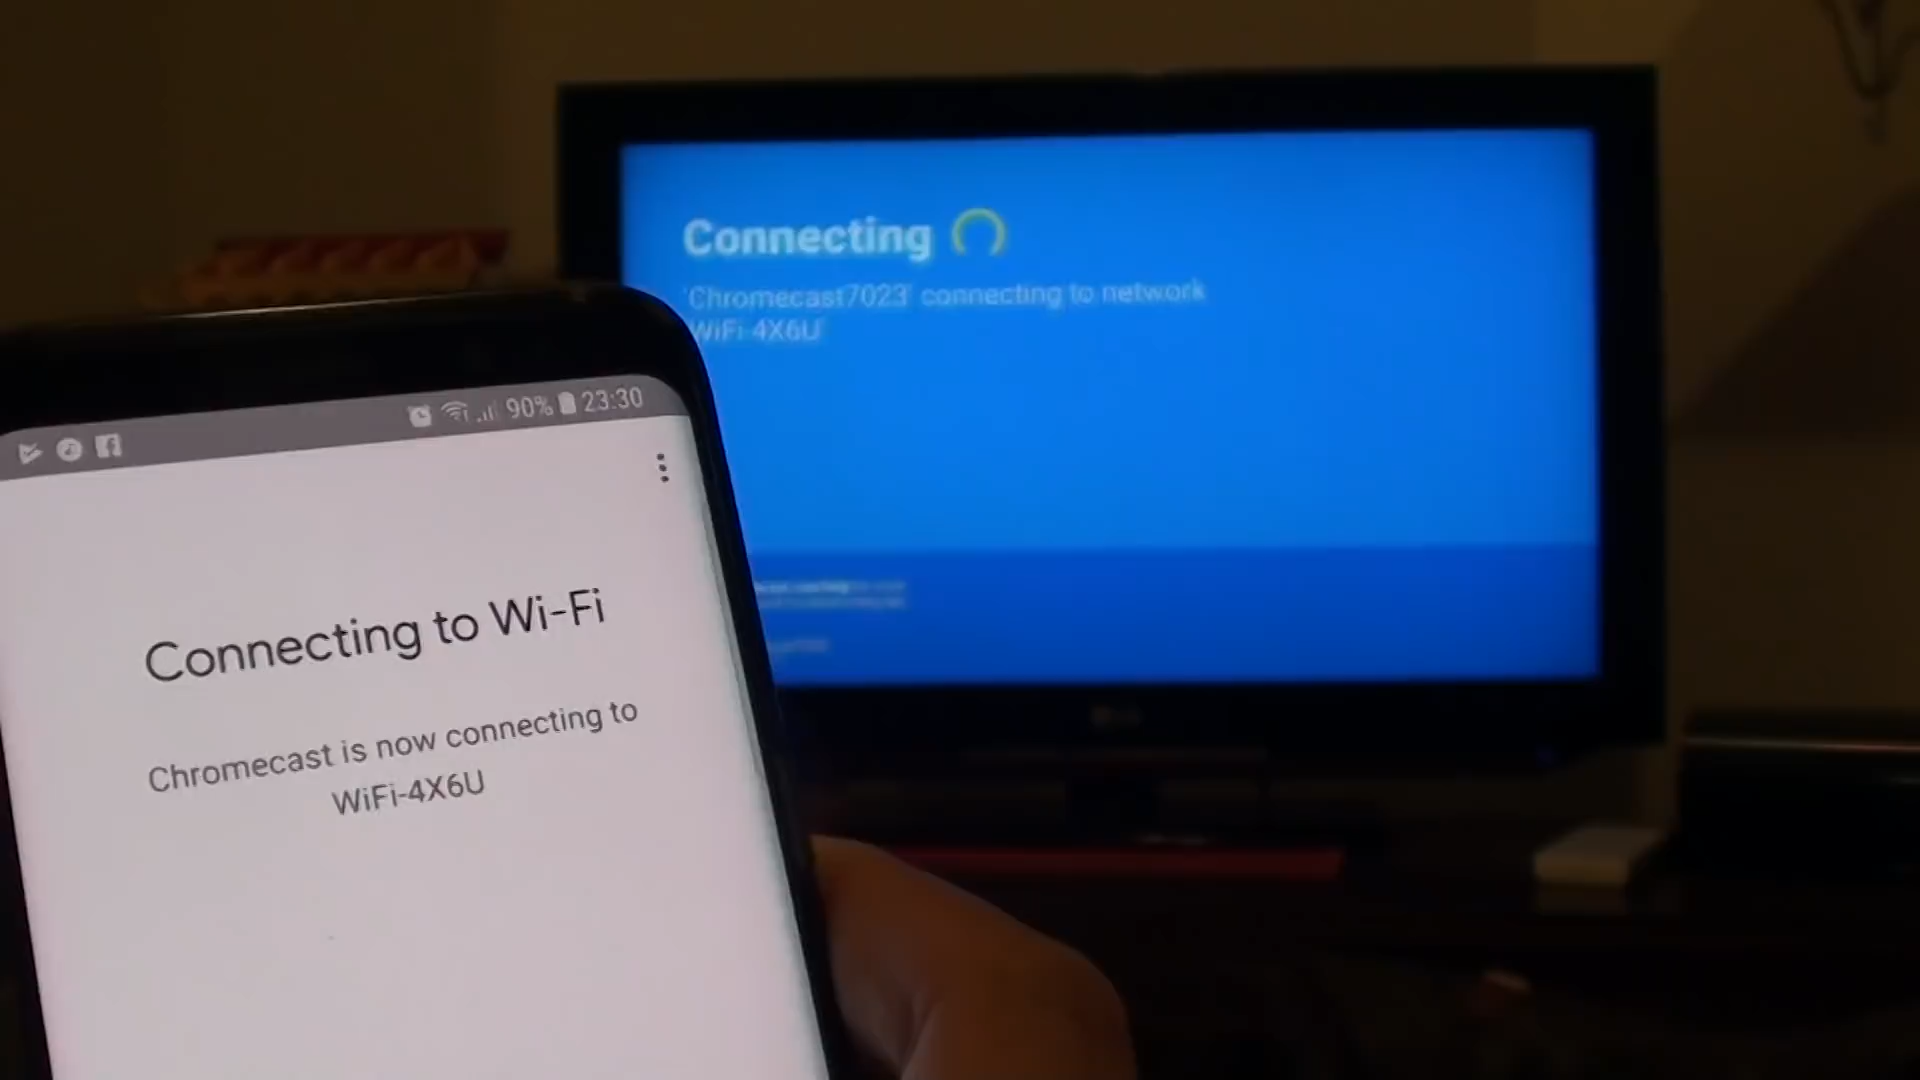 Connecting
'Chromecast7023' connecting to network
WiFi-4X6U'
90% 23:30
Connecting to Wi-Fi
Chromecast is now connecting to
WiFi-4X6U